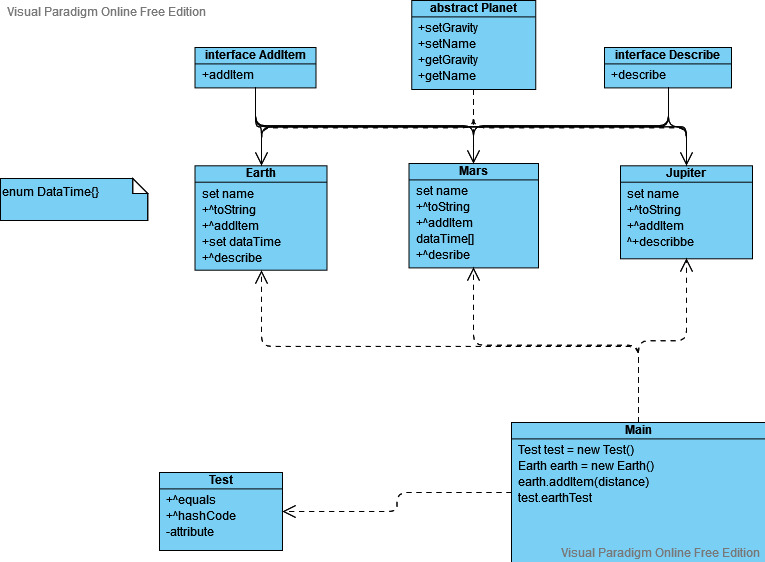 Visual Paradigm Online Free Edition
abstract Planet
+setGravity
+setName
+getGravity
+getName
interface AddItem
+addItem
interface Describe
+describe
enum DataTime{}
Earth
set name
+^toString
+^addItem
+set dataTime
+^describe
Mars
set name
+^toString
+^addItem
dataTime[]
+^desribe
Jupiter
set name
+^toString
+^addItem
^+describbe
Main
Test test = new Test()
Earth earth = new Earth()
earth.addItem(distance)
test.earthTest
Test
+^equals
+^hashCode
-attribute
Visual Paradigm Online Free Edition